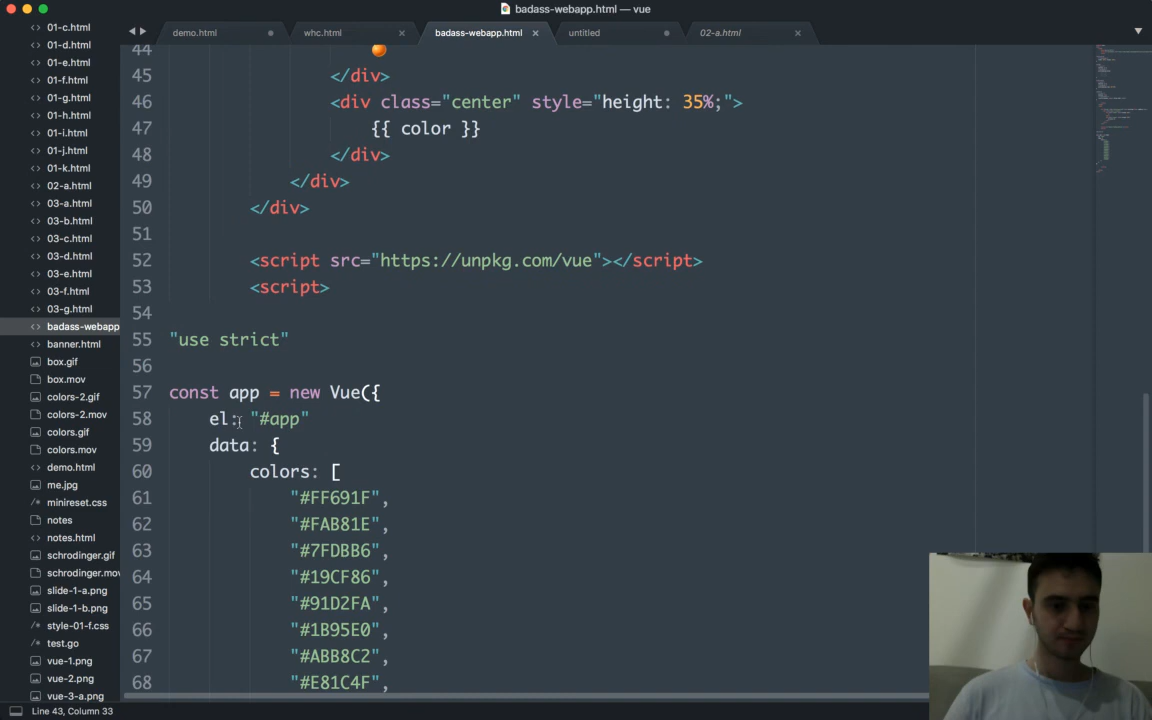 badass-webapp.html — vue
demo.html
whc.html
badass-webapp.html
untitled
02-a.html
01-c.html
01-d.html
01-e.html
01-f.html
01-g.html
01-h.html
01-i.html
01-j.html
01-k.html
02-a.html
03-a.html
03-b.html
03-c.html
03-d.html
03-e.html
03-f.html
03-g.html
badass-webapp
banner.html
box.gif
box.mov
colors-2.gif
colors-2.mov
colors.gif
colors.mov
demo.html
me.jpg
minireset.css
notes
notes.html
schrodinger.gif
schrodinger.mov
slide-1-a.png
slide-1-b.png
style-01-f.css
test.go
vue-1.png
vue-2.png
vue-3-a.png
44
45 </div>
46 <div class="center" style="height: 35%;">
47 {{ color }}
48 </div>
49 </div>
50 </div>
51
52 <script src="https://unpkg.com/vue"></script>
53 <script>
54
55 "use strict"
56
57 const app = new Vue({
58 el: "#app"
59 data: {
60 colors: [
61 "#FF691F",
62 "#FAB81E",
63 "#7FDBB6",
64 "#19CF86",
65 "#91D2FA",
66 "#1B95E0",
67 "#ABB8C2",
68 "#E81C4F",
Line 43, Column 33